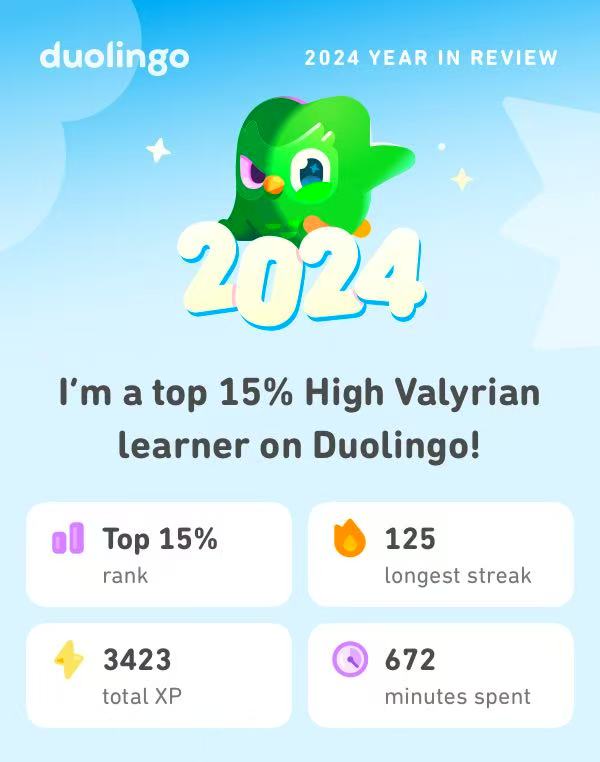 duolingo
2024 YEAR IN REVIEW
2024
I'm a top 15% High Valyrian
learner on Duolingo!
Top 15%
rank
125
longest streak
3423
total XP
672
minutes spent